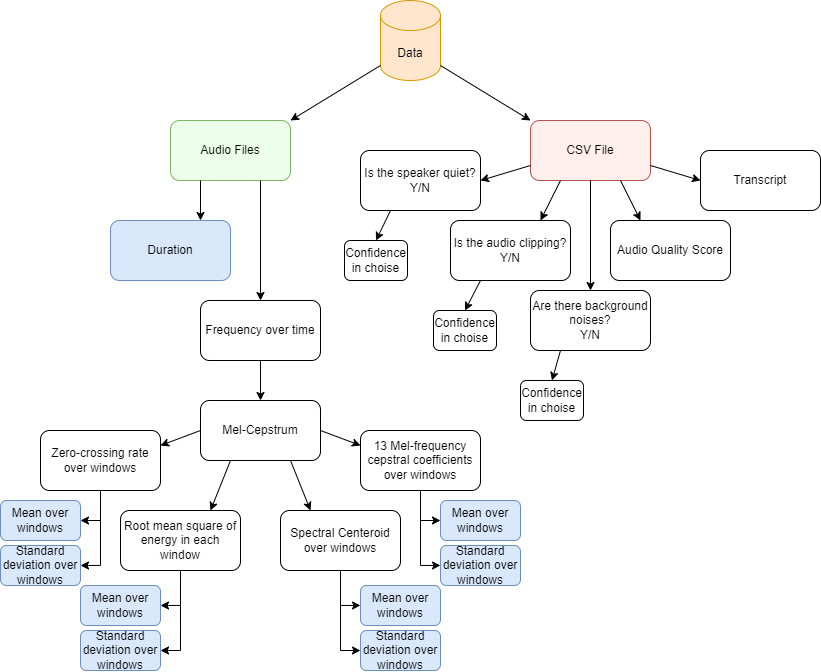 Data
Audio Files
CSV File
Is the speaker quiet?
Y/N
Transcript
Duration
Is the audio clipping?
Y/N
Audio Quality Score
Confidence
in choise
Frequency over time
Are there background
noises?
Y/N
Confidence
in choise
Confidence
in choise
Mel-Cepstrum
Zero-crossing rate
over windows
13 Mel-frequency
cepstral coefficients
over windows
Mean over
windows
Standard
deviation over
windows
Root mean square of
energy in each
window
Spectral Centeroid
over windows
Mean over
windows
Standard
deviation over
windows
Mean over
windows
Standard
deviation over
windows
Mean over
windows
Standard
deviation over
windows